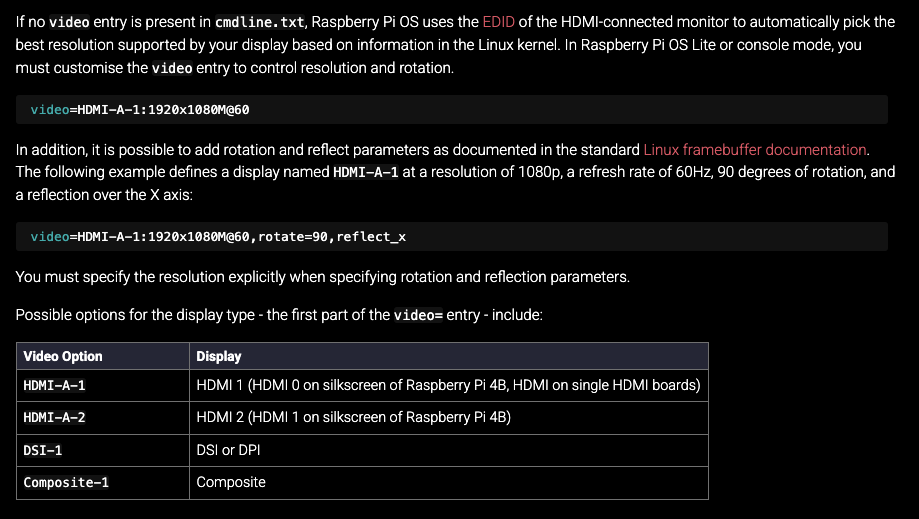 If no video entry is present in cmdline.txt, Raspberry Pi OS uses the EDID of the HDMI-connected monitor to automatically pick the
best resolution supported by your display based on information in the Linux kernel. In Raspberry Pi OS Lite or console mode, you
must customise the video entry to control resolution and rotation.
video=HDMI-A-1:1920x1080M@60
In addition, it is possible to add rotation and reflect parameters as documented in the standard Linux framebuffer documentation.
The following example defines a display named HDMI-A-1 at a resolution of 1080p, a refresh rate of 60Hz, 90 degrees of rotation, and
a reflection over the X axis:
video=HDMI-A-1:1920x1080M@60,rotate=90,reflect_x
You must specify the resolution explicitly when specifying rotation and reflection parameters.
Possible options for the display type - the first part of the video= entry - include:
Video Option Display
HDMI-A-1 HDMI 1 (HDMI 0 on silkscreen of Raspberry Pi 4B, HDMI on single HDMI boards)
HDMI-A-2 HDMI 2 (HDMI 1 on silkscreen of Raspberry Pi 4B)
DSI-1 DSI or DPI
Composite-1 Composite